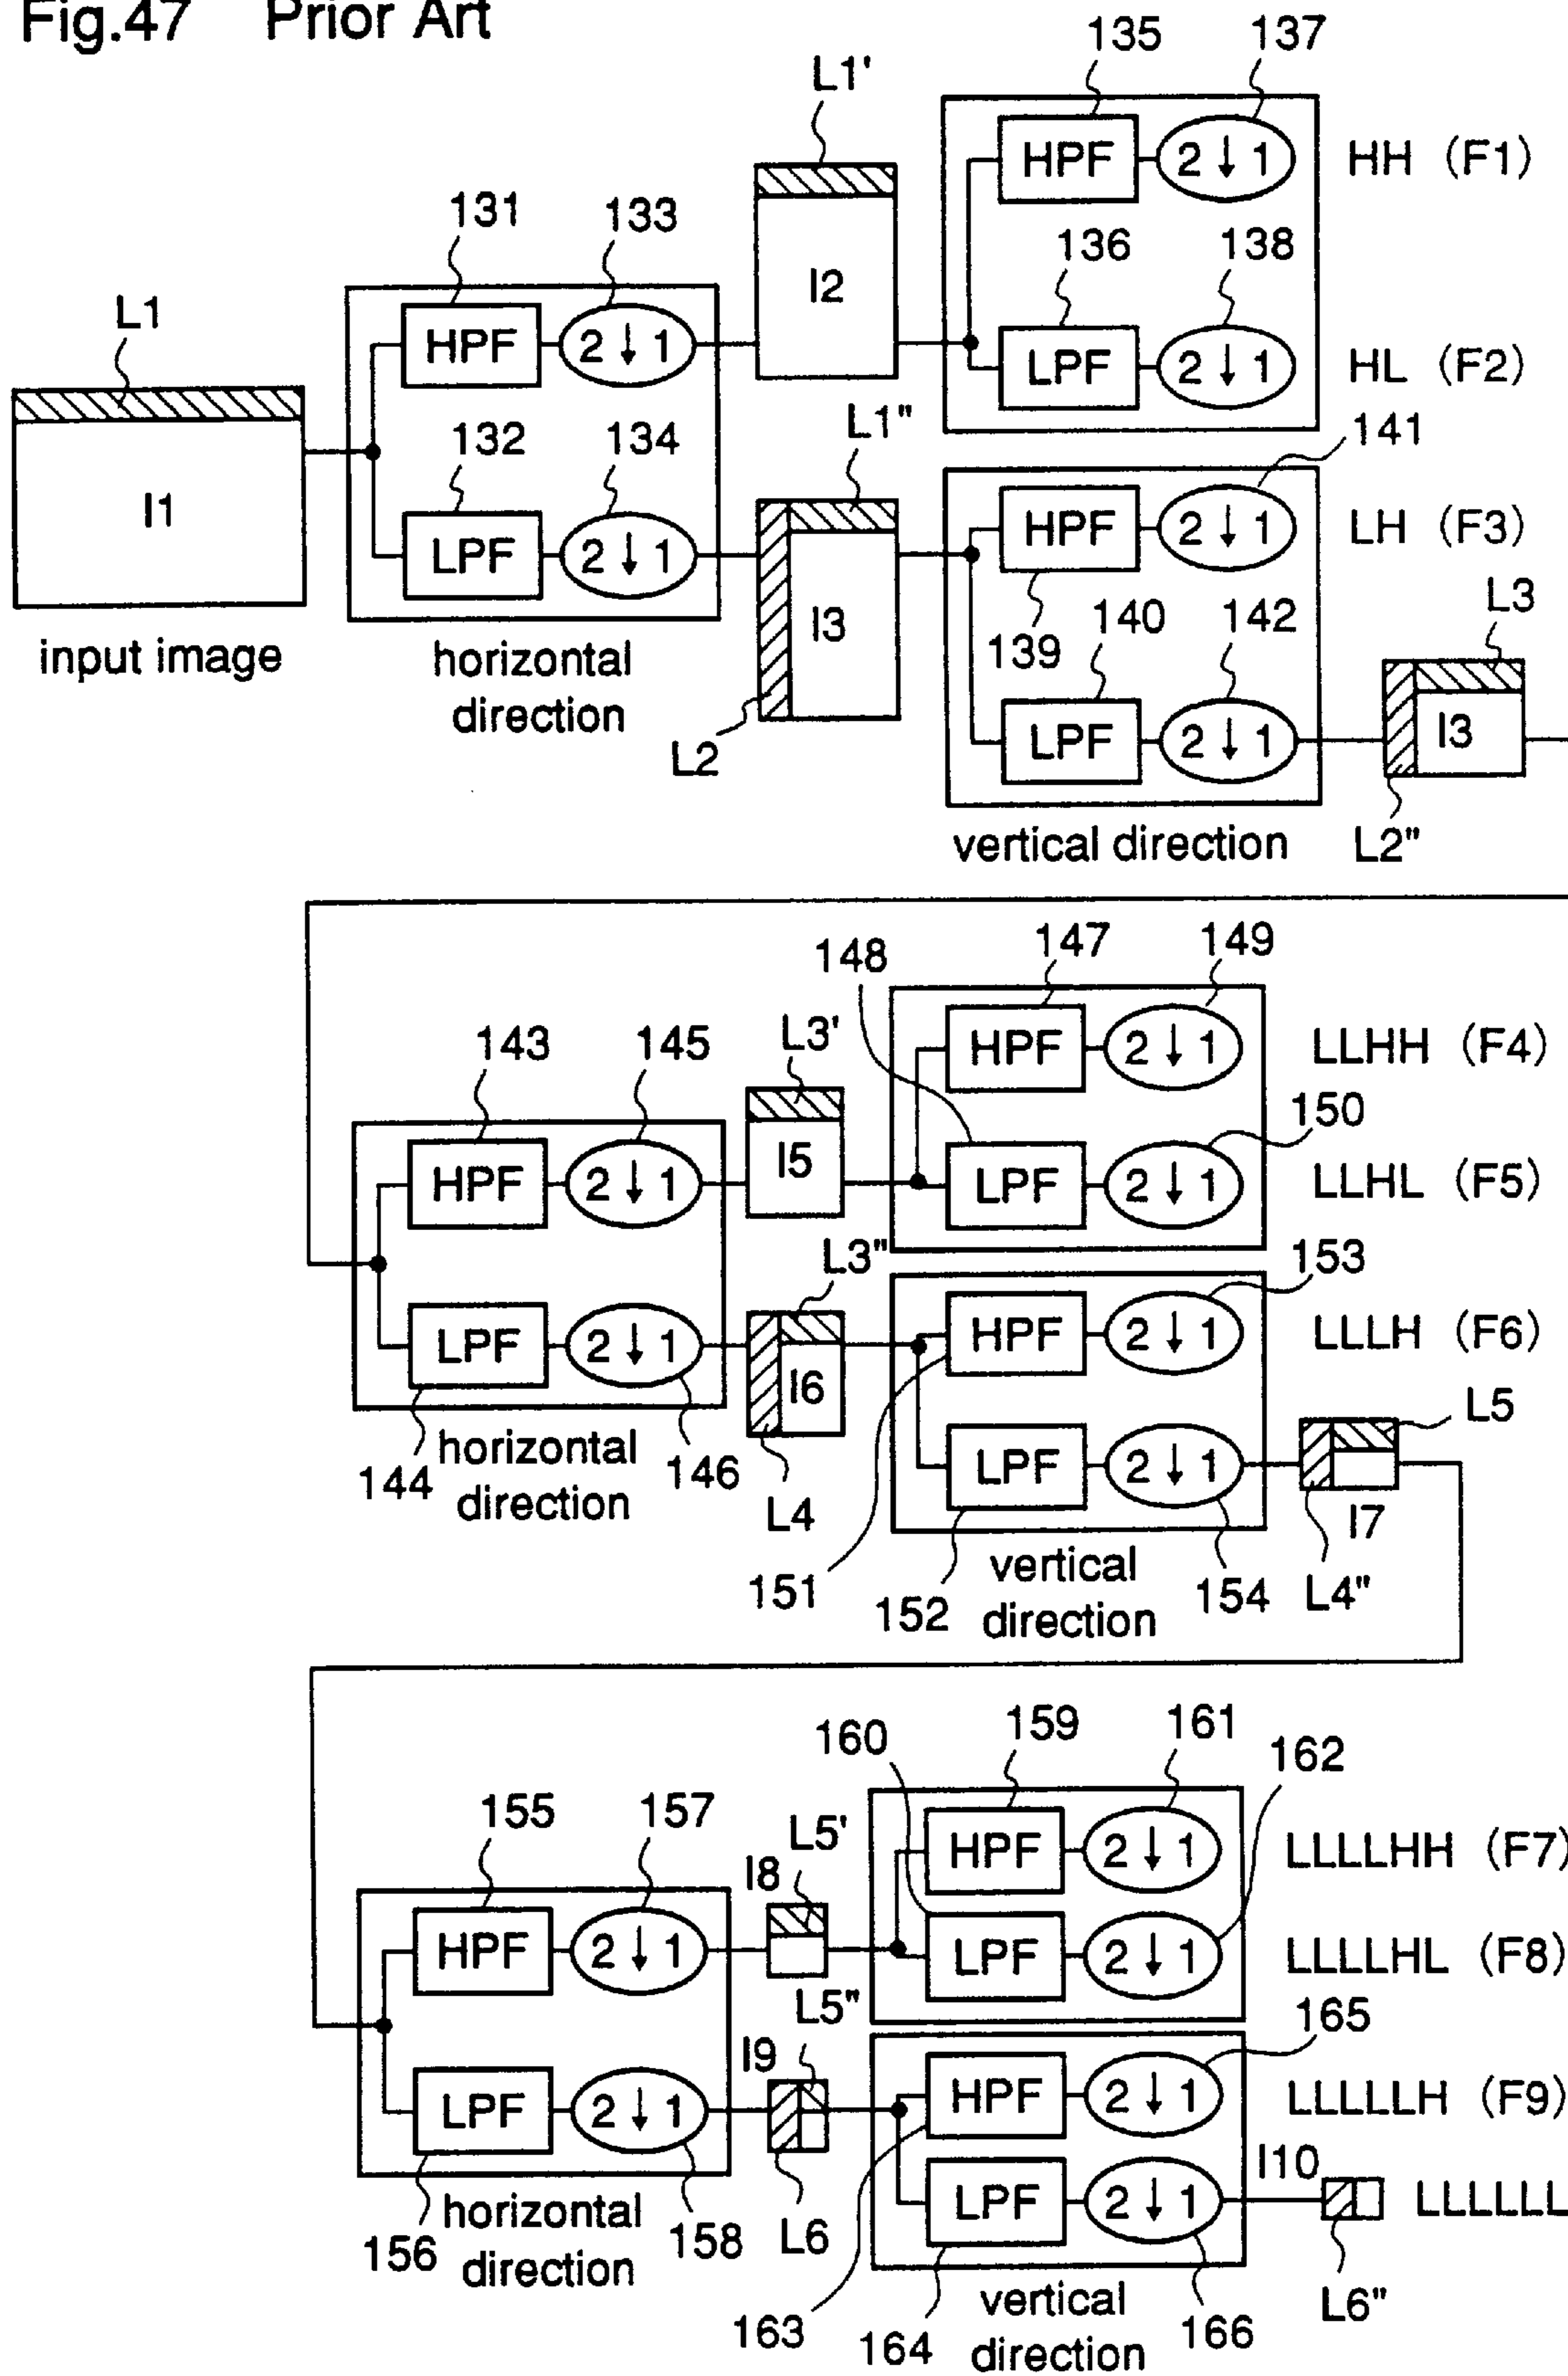 Fig.47 Prior Art
135 137
L1'
HPF 2↓1 HH (F1)
131 133
136 138
I2
L1
HPF 2↓1
LPF 2↓1 HL (F2)
L1"
132 134
141
I1
HPF 2↓1 LH (F3)
LPF 2↓1
I3
L3
139 140 142
input image
horizontal
direction
L2
LPF 2↓1
I3
vertical direction
L2"
147 149
148
143 145
L3'
HPF 2↓1 LLHH (F4)
150
HPF 2↓1
I5
LPF 2↓1 LLHL (F5)
L3"
153
LPF 2↓1
HPF 2↓1 LLLH (F6)
I6
L5
144
horizontal
direction
146
L4
LPF 2↓1
I7
151
152
vertical
direction
154
L4"
159 161
160
162
155 157
L5'
I8
HPF 2↓1 LLLLHH (F7)
HPF 2↓1
LPF 2↓1 LLLLHL (F8)
L5"
165
I9
LPF 2↓1
HPF 2↓1 LLLLLH (F9)
I10
LPF 2↓1 LLLLLL
156
horizontal
direction
158
L6
L6"
163
164
vertical
direction
166